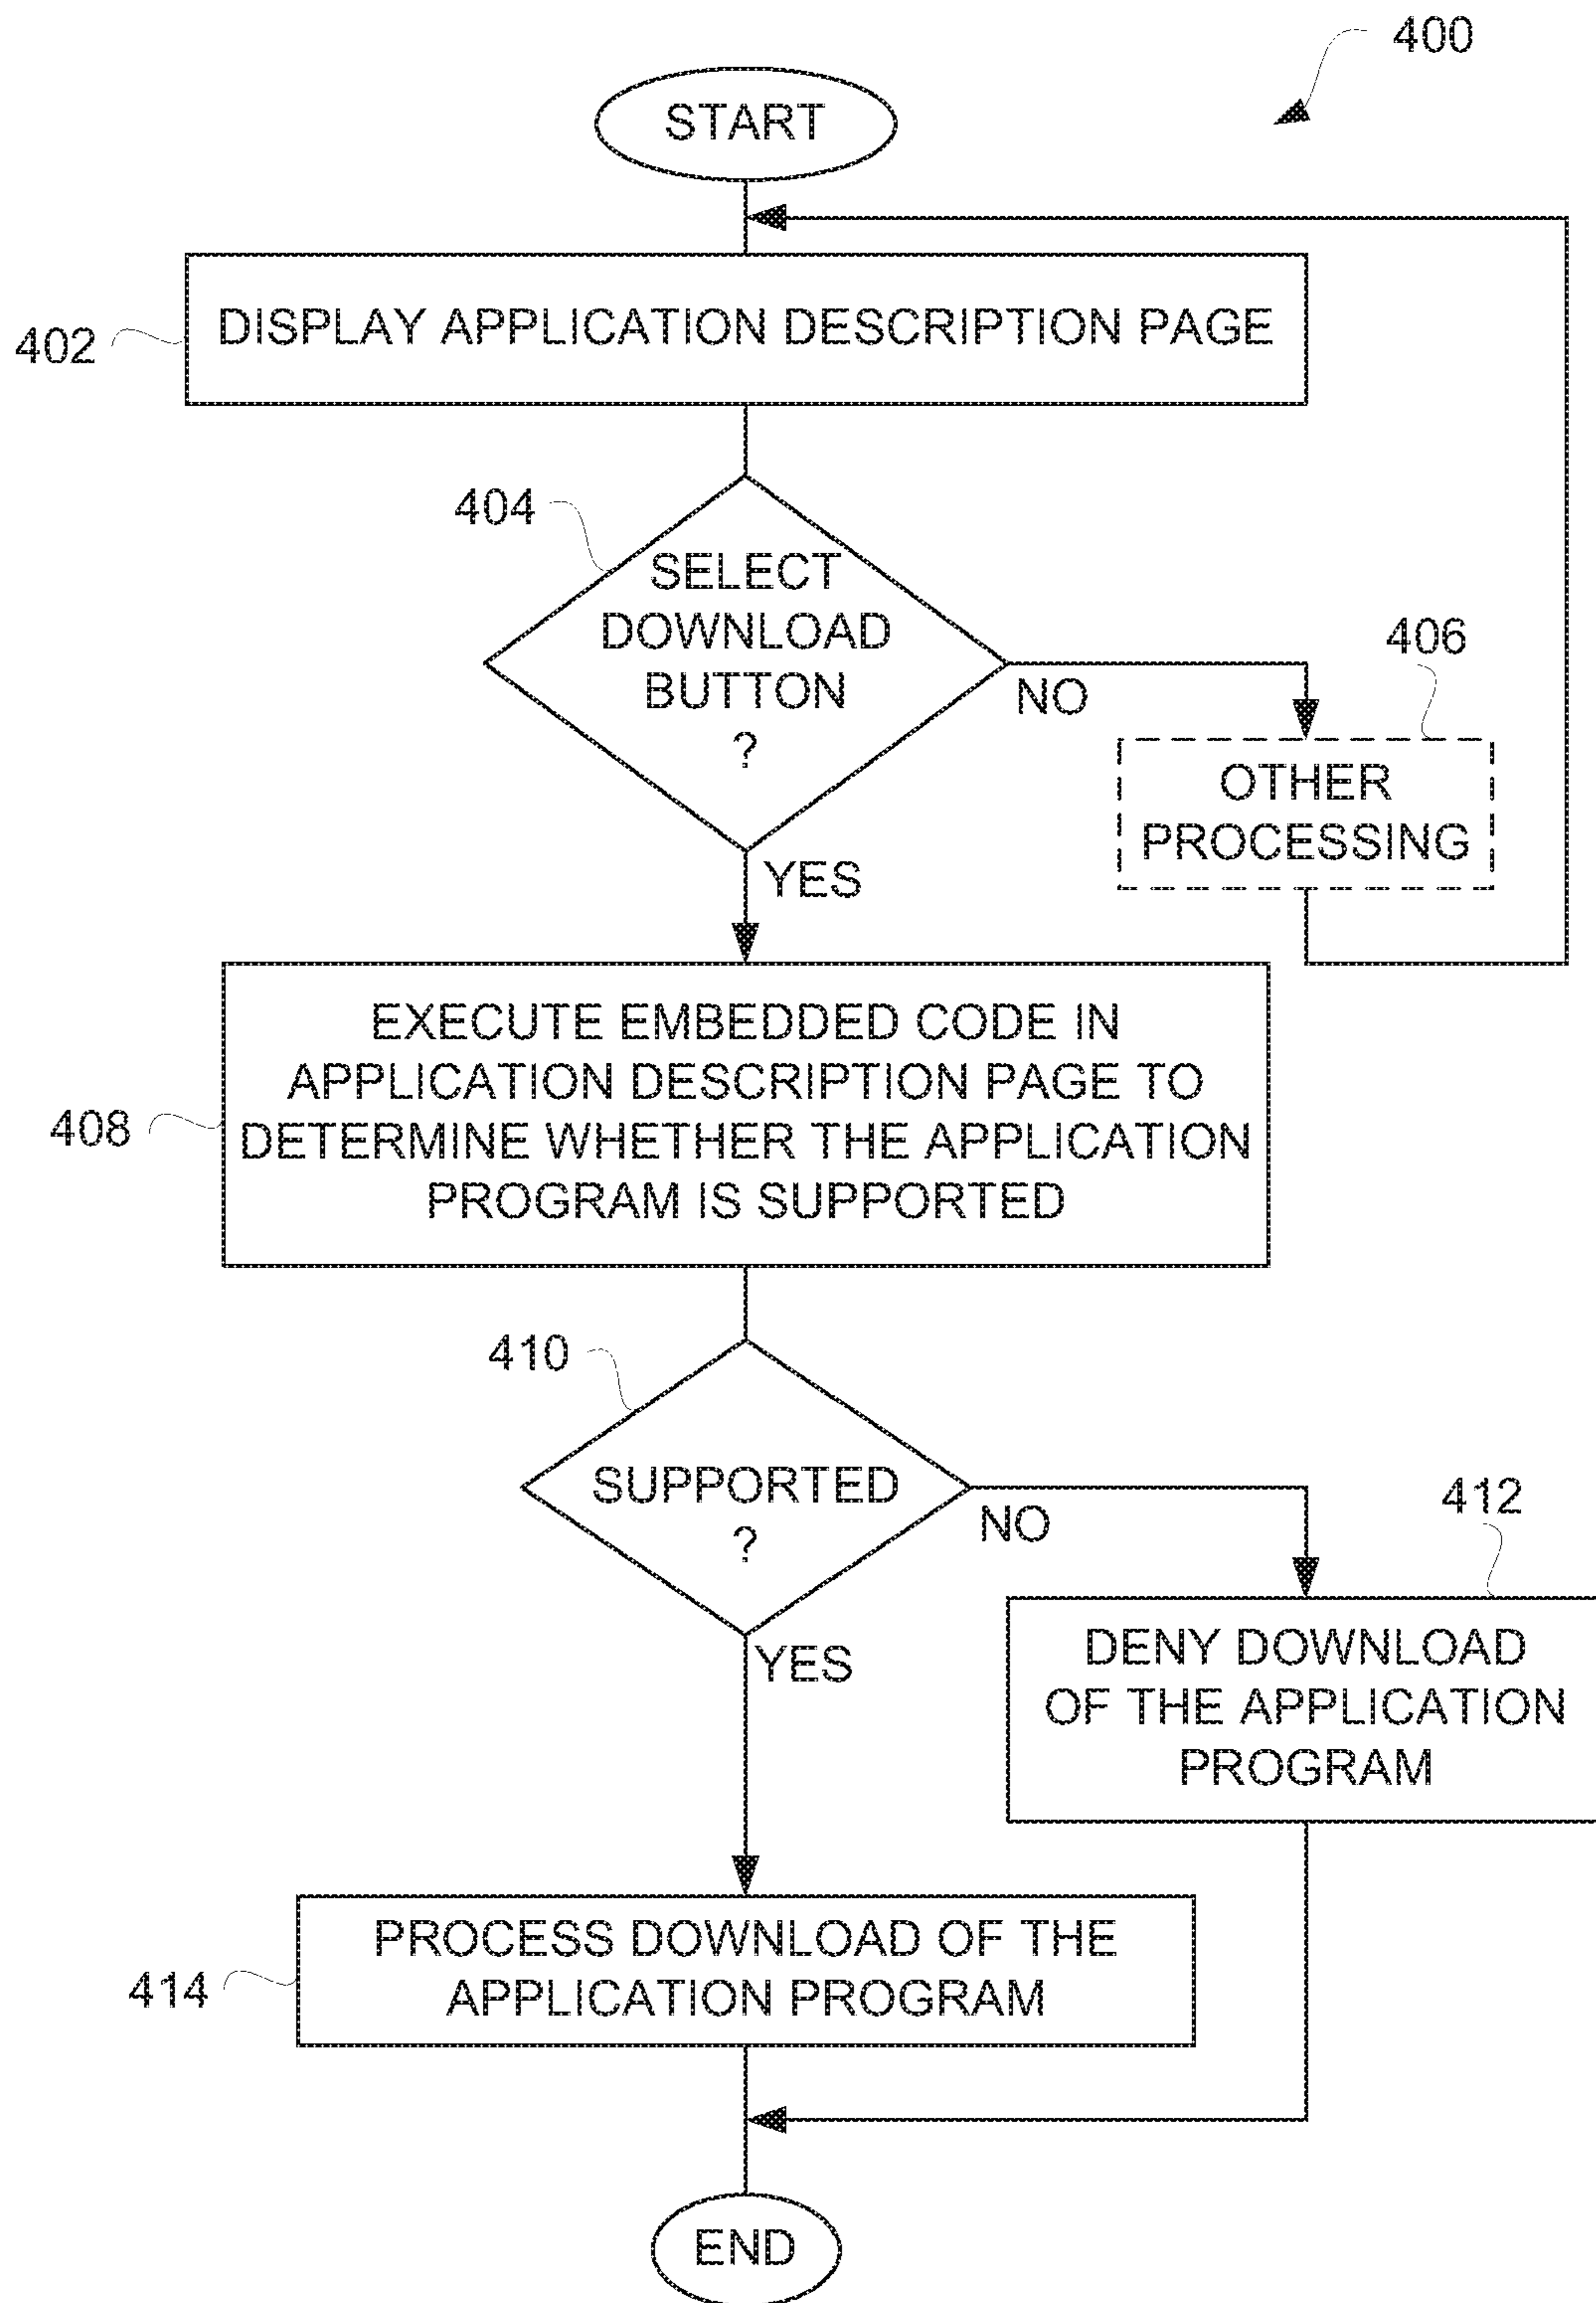 400
START
402
DISPLAY APPLICATION DESCRIPTION PAGE
404
SELECT
DOWNLOAD
BUTTON
?
NO
406
OTHER
PROCESSING
YES
408
EXECUTE EMBEDDED CODE IN
APPLICATION DESCRIPTION PAGE TO
DETERMINE WHETHER THE APPLICATION
PROGRAM IS SUPPORTED
410
SUPPORTED
?
NO
412
DENY DOWNLOAD
OF THE APPLICATION
PROGRAM
YES
414
PROCESS DOWNLOAD OF THE
APPLICATION PROGRAM
END